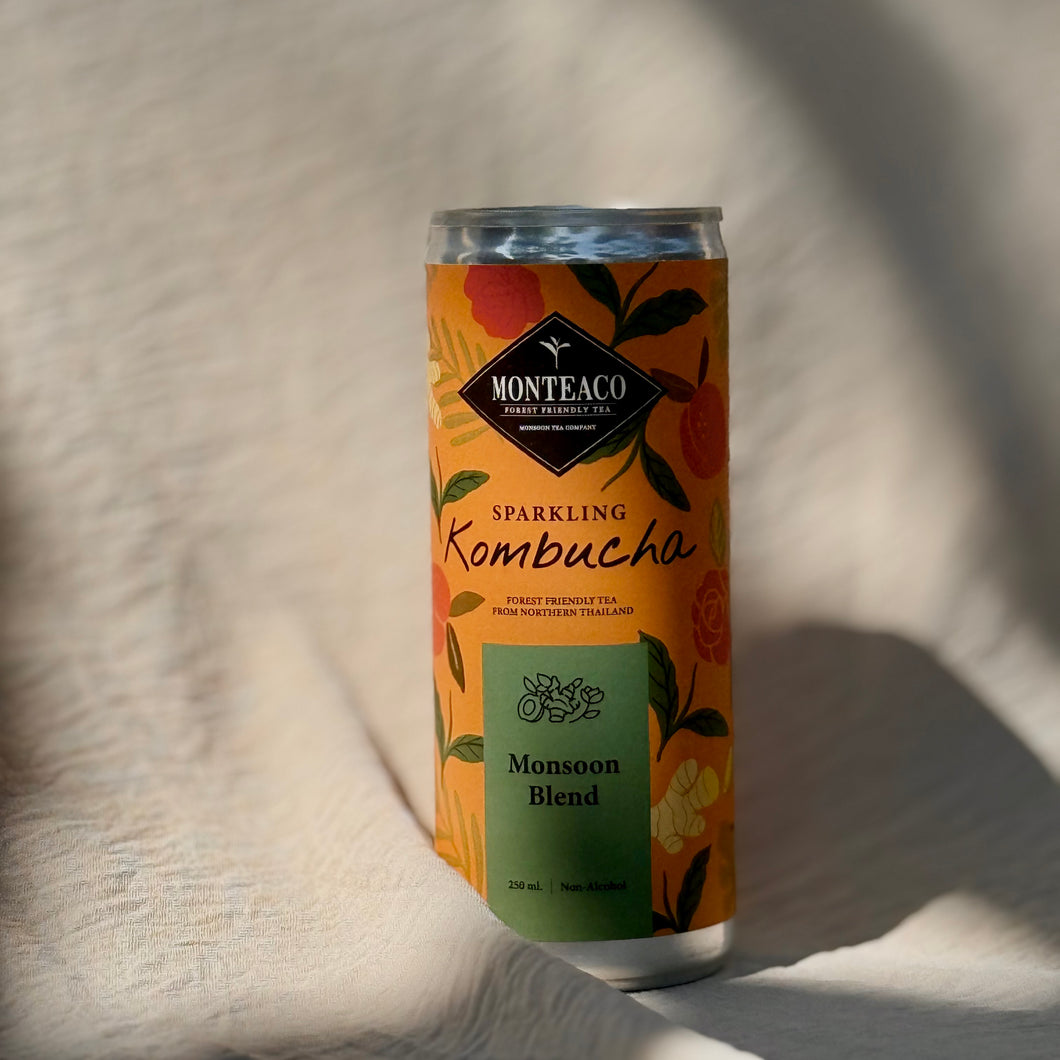 MONTEACO
FOREST FRIENDLY TEA
MONSOON TEA COMPANY
SPARKLING
Kombucha
FOREST FRIENDLY TEA
FROM NORTHERN THAILAND
Monsoon
Blend
250 ml. | Non-Alcohol